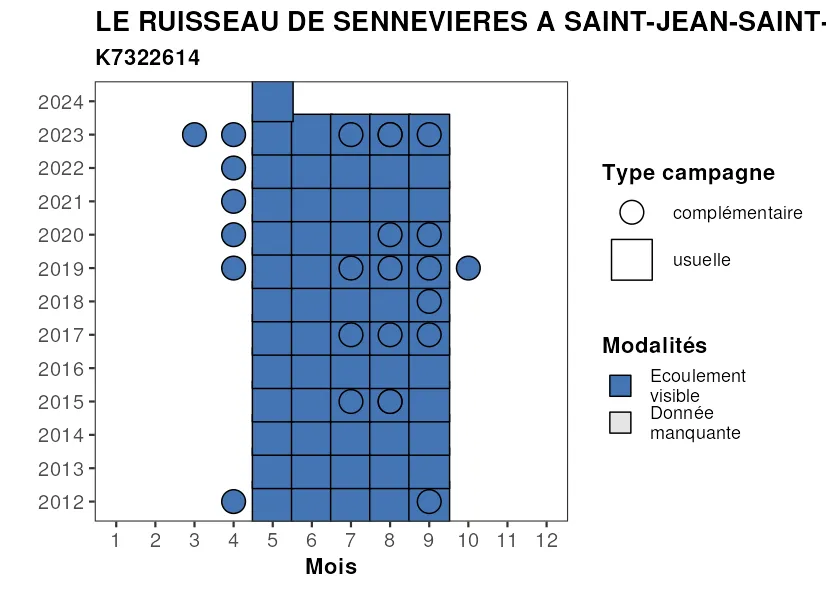 LE RUISSEAU DE SENNEVIERES A SAINT-JEAN-SAINT-
K7322614
2024
2023
2022
2021
2020
2019
2018
2017
2016
2015
2014
2013
2012
1 2 3 4 5 6 7 8 9 10 11 12
Mois
Type campagne
complémentaire
usuelle
Modalités
Ecoulement
visible
Donnée
manquante